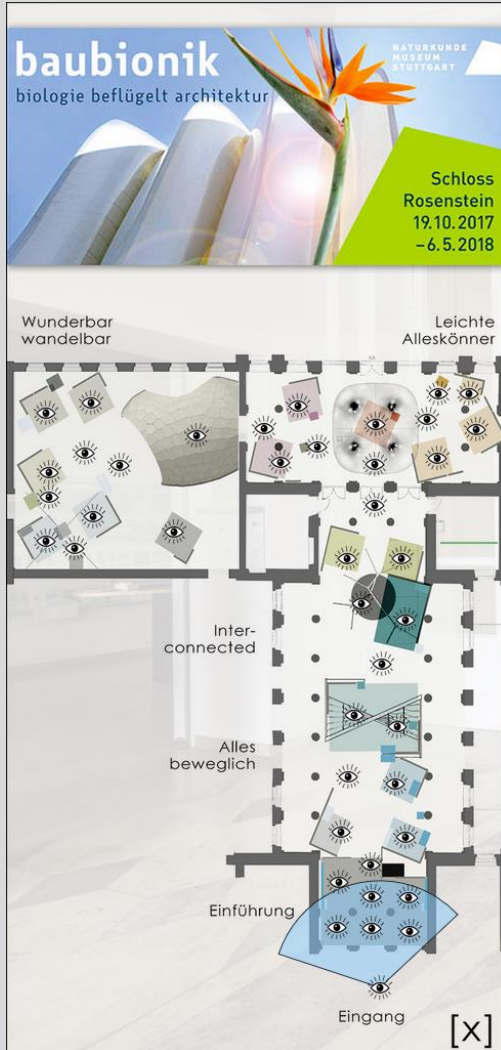 baubionik
biologie beflügelt architektur
NATURKUNDE
MUSEUM
STUTTGART
Schloss
Rosenstein
19.10.2017
–6.5.2018
Wunderbar
wandelbar
Leichte
Alleskönner
Inter-
connected
Alles
beweglich
Einführung
Eingang
[x]